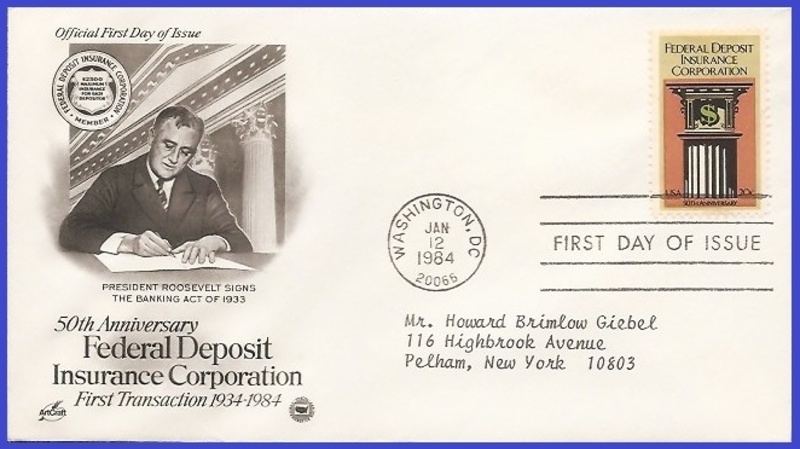 Official First Day of Issue
FEDERAL DEPOSIT INSURANCE CORPORATION
MEMBER
$2500
MAXIMUM
INSURANCE
FOR EACH
DEPOSITOR
PRESIDENT ROOSEVELT SIGNS
THE BANKING ACT OF 1933
50th Anniversary
Federal Deposit
Insurance Corporation
First Transaction 1934-1984
ArtCraft
FEDERAL DEPOSIT
INSURANCE
CORPORATION
$
USA 20c
50TH ANNIVERSARY
WASHINGTON, DC
JAN
12
1984
20066
FIRST DAY OF ISSUE
Mr. Howard Brimlow Giebel
116 Highbrook Avenue
Pelham, New York 10803